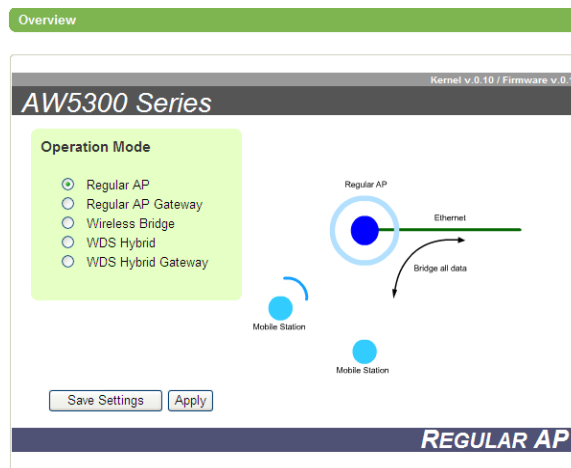 Overview
Kernel v.0.10 / Firmware v.0.
AW5300 Series
Operation Mode
Regular AP
Regular AP Gateway
Wireless Bridge
WDS Hybrid
WDS Hybrid Gateway
Regular AP
Ethernet
Bridge all data
Mobile Station
Mobile Station
Save Settings
Apply
REGULAR AP